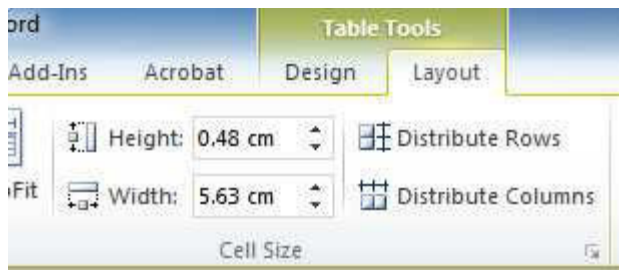 ord Table Tools
Add-Ins Acrobat Design Layout
Height: 0.48 cm Distribute Rows
Fit Width: 5.63 cm Distribute Columns
Cell Size